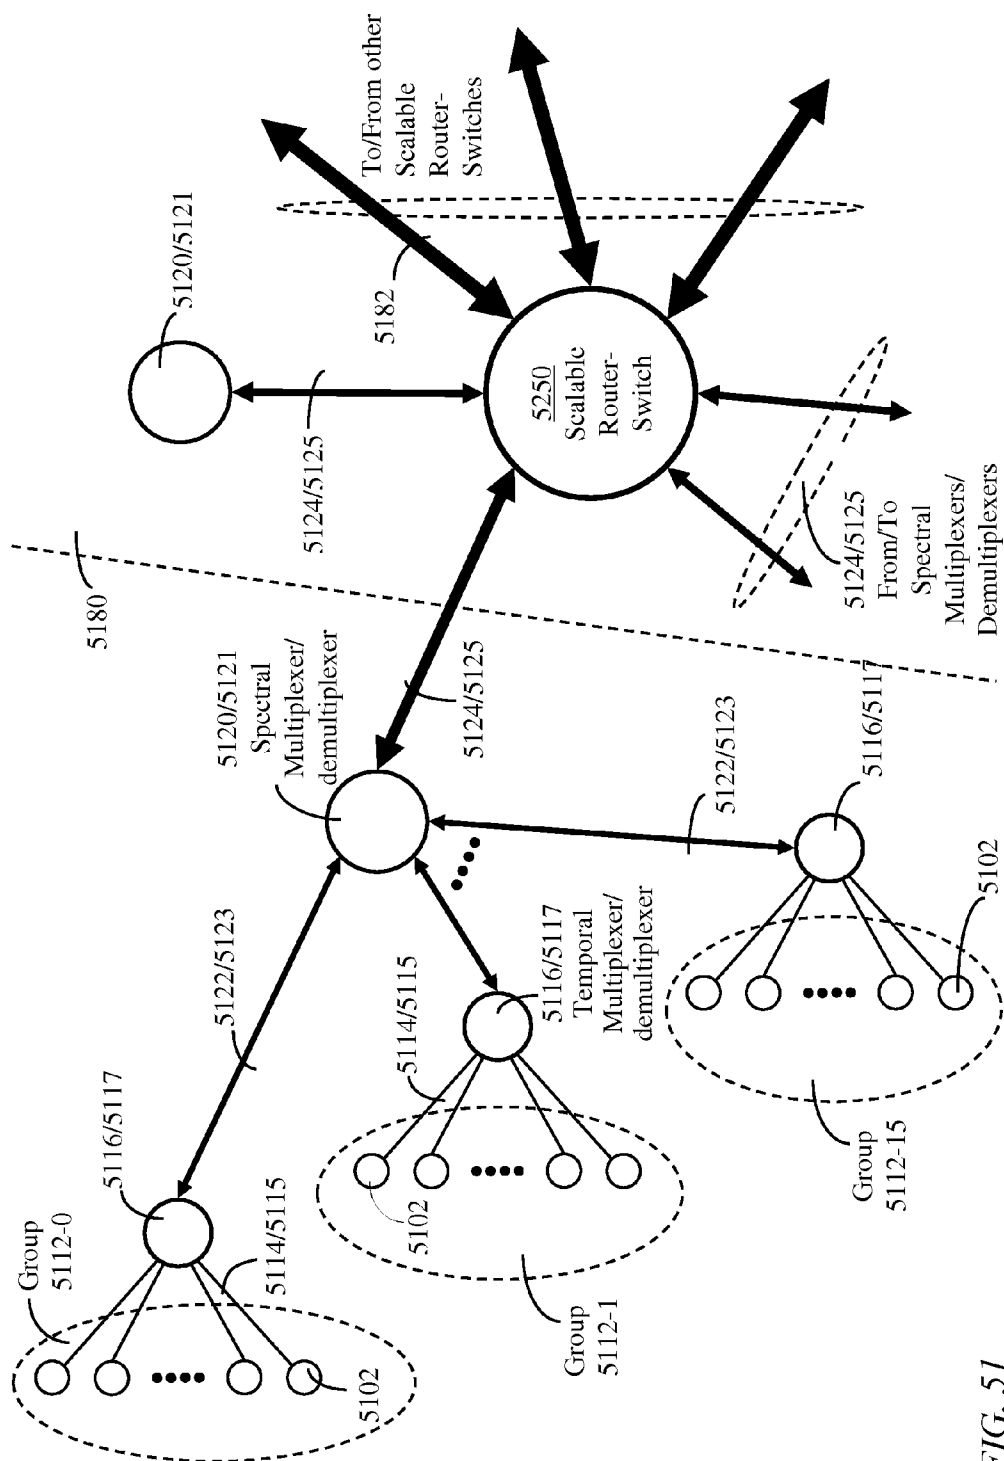 5120/5121
To/From other
Scalable
Router-
Switches
5182
5124/5125
5180
5250
Scalable
Router-
Switch
5124/5125
From/To
Spectral
Multiplexers/
Demultiplexers
5120/5121
Spectral
Multiplexer/
demultiplexer
5124/5125
5122/5123
5122/5123
5116/5117
5116/5117
Temporal
Multiplexer/
demultiplexer
5116/5117
5114/5115
5114/5115
Group
5112-0
5102
Group
5112-1
5102
Group
5112-15
5102
FIG. 51